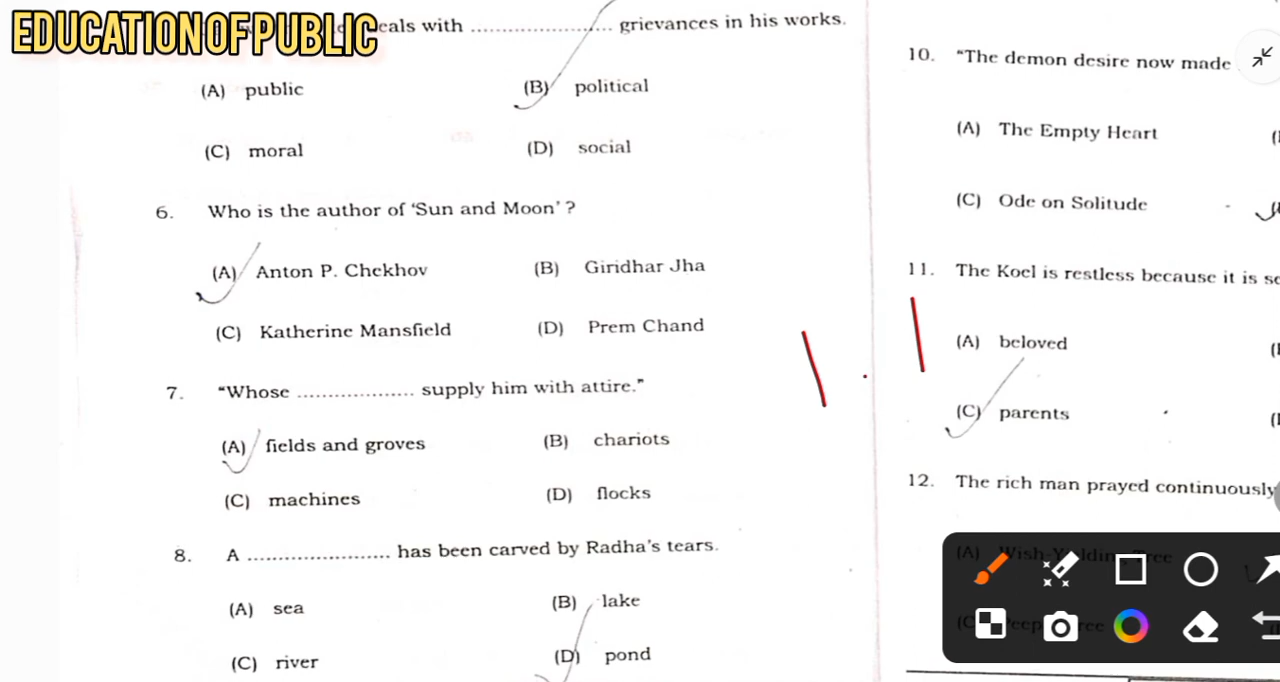 EDUCATIONOFPUBLIC
eals with ........................ grievances in his works.
(A) public
(B) political
(C) moral
(D) social
6. Who is the author of ‘Sun and Moon’ ?
(A) Anton P. Chekhov
(B) Giridhar Jha
(C) Katherine Mansfield
(D) Prem Chand
7. “Whose .................... supply him with attire.”
(A) fields and groves
(B) chariots
(C) machines
(D) flocks
8. A ........................ has been carved by Radha’s tears.
(A) sea
(B) lake
(C) river
(D) pond
10. “The demon desire now made
(A) The Empty Heart
(C) Ode on Solitude
11. The Koel is restless because it is se
(A) beloved
(C) parents
12. The rich man prayed continuously
(A) Wish-Yielding Tree